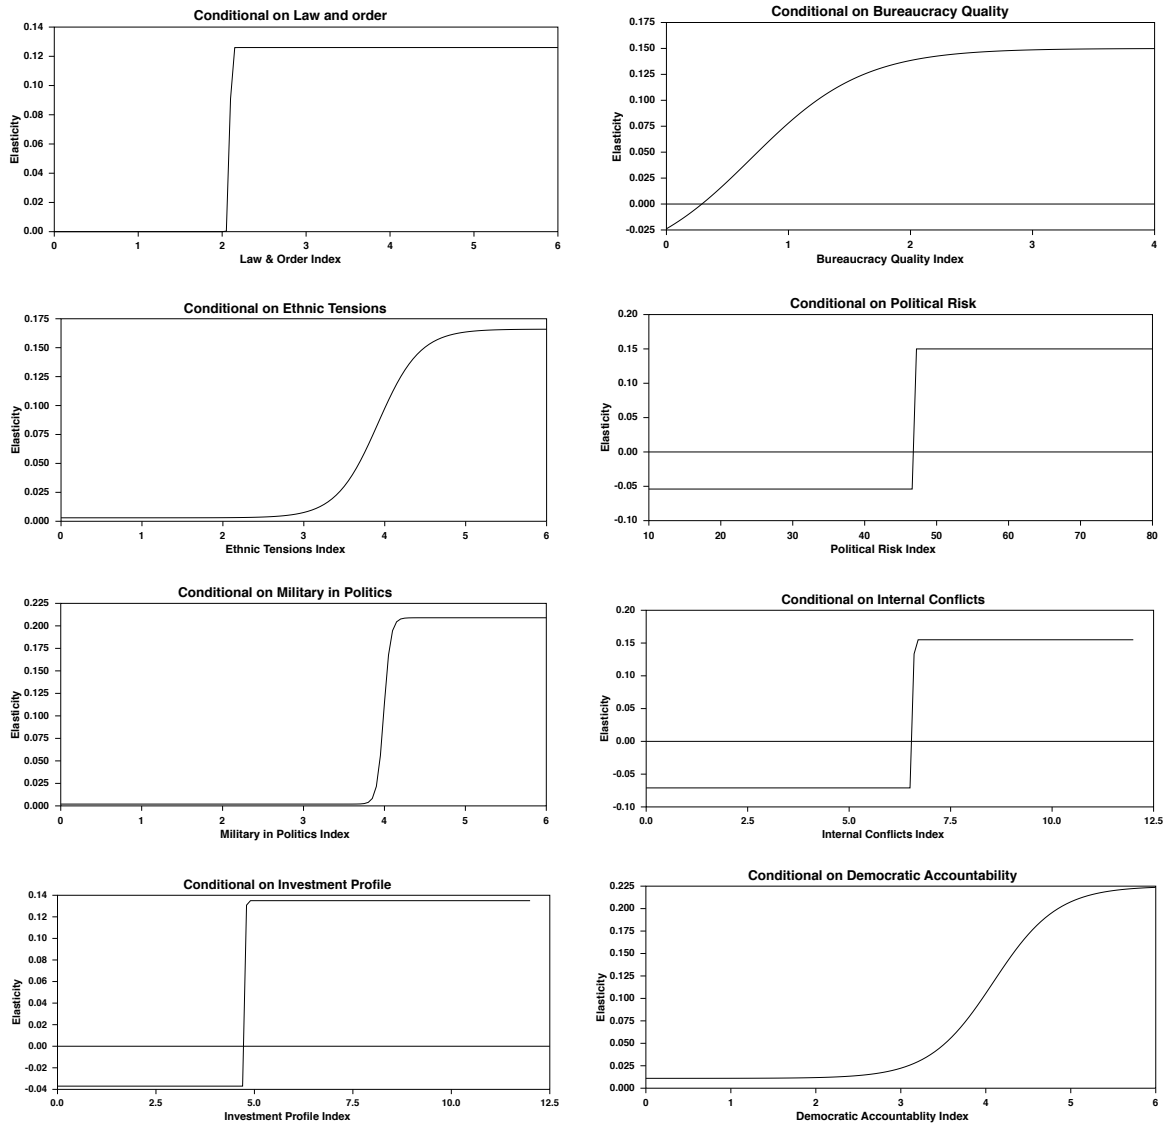 Conditional on Law and order
0.14
0.12
0.10
0.08
0.06
0.04
0.02
0.00
Elasticity
0 1 2 3 4 5 6
Law & Order Index
Conditional on Bureaucracy Quality
0.175
0.150
0.125
0.100
0.075
0.050
0.025
0.000
-0.025
Elasticity
0 1 2 3 4
Bureaucracy Quality Index
Conditional on Ethnic Tensions
0.175
0.150
0.125
0.100
0.075
0.050
0.025
0.000
Elasticity
0 1 2 3 4 5 6
Ethnic Tensions Index
Conditional on Political Risk
0.20
0.15
0.10
0.05
0.00
-0.05
-0.10
Elasticity
10 20 30 40 50 60 70 80
Political Risk Index
Conditional on Military in Politics
0.225
0.200
0.175
0.150
0.125
0.100
0.075
0.050
0.025
0.000
Elasticity
0 1 2 3 4 5 6
Military in Politics Index
Conditional on Internal Conflicts
0.20
0.15
0.10
0.05
0.00
-0.05
-0.10
Elasticity
0.0 2.5 5.0 7.5 10.0 12.5
Internal Conflicts Index
Conditional on Investment Profile
0.14
0.12
0.10
0.08
0.06
0.04
0.02
0.00
-0.02
-0.04
Elasticity
0.0 2.5 5.0 7.5 10.0 12.5
Investment Profile Index
Conditional on Democratic Accountability
0.225
0.200
0.175
0.150
0.125
0.100
0.075
0.050
0.025
0.000
Elasticity
0 1 2 3 4 5 6
Democratic Accountablity Index